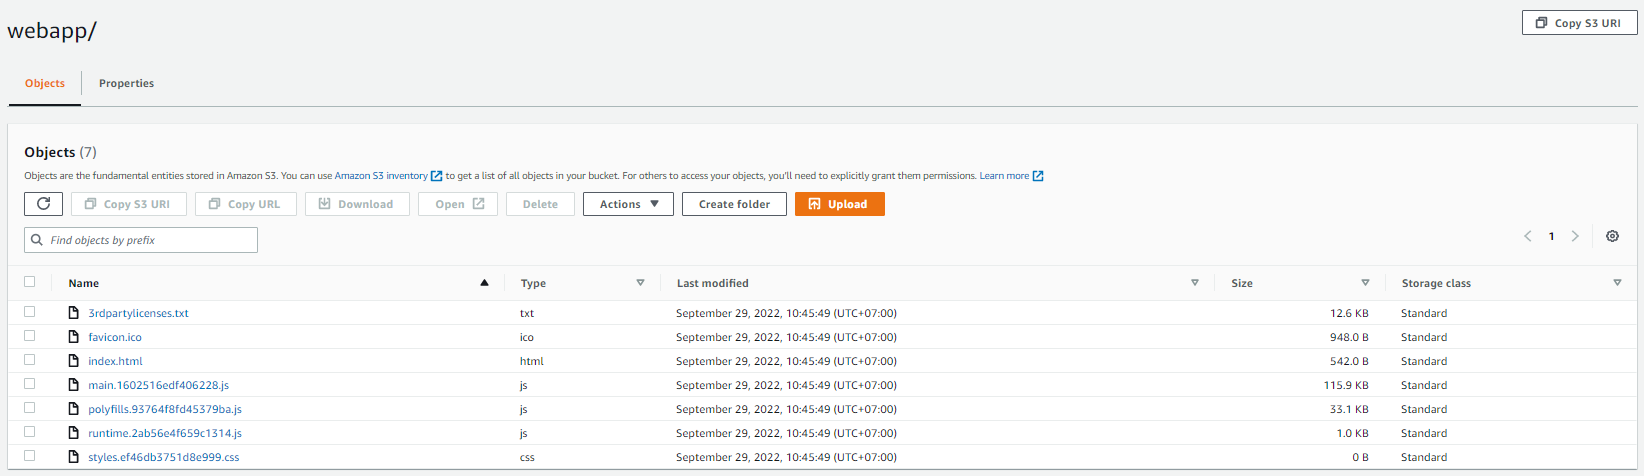 webapp/
Copy S3 URI
Objects Properties
Objects (7)
Objects are the fundamental entities stored in Amazon S3. You can use Amazon S3 inventory to get a list of all objects in your bucket. For others to access your objects, you'll need to explicitly grant them permissions. Learn more
Copy S3 URI Copy URL Download Open Delete Actions Create folder Upload
Find objects by prefix
1
Name Type Last modified Size Storage class
3rdpartylicenses.txt txt September 29, 2022, 10:45:49 (UTC+07:00) 12.6 KB Standard
favicon.ico ico September 29, 2022, 10:45:49 (UTC+07:00) 948.0 B Standard
index.html html September 29, 2022, 10:45:49 (UTC+07:00) 542.0 B Standard
main.1602516edf406228.js js September 29, 2022, 10:45:49 (UTC+07:00) 115.9 KB Standard
polyfills.93764f8fd45379ba.js js September 29, 2022, 10:45:49 (UTC+07:00) 33.1 KB Standard
runtime.2ab56e4f659c1314.js js September 29, 2022, 10:45:49 (UTC+07:00) 1.0 KB Standard
styles.ef46db3751d8e999.css css September 29, 2022, 10:45:49 (UTC+07:00) 0 B Standard